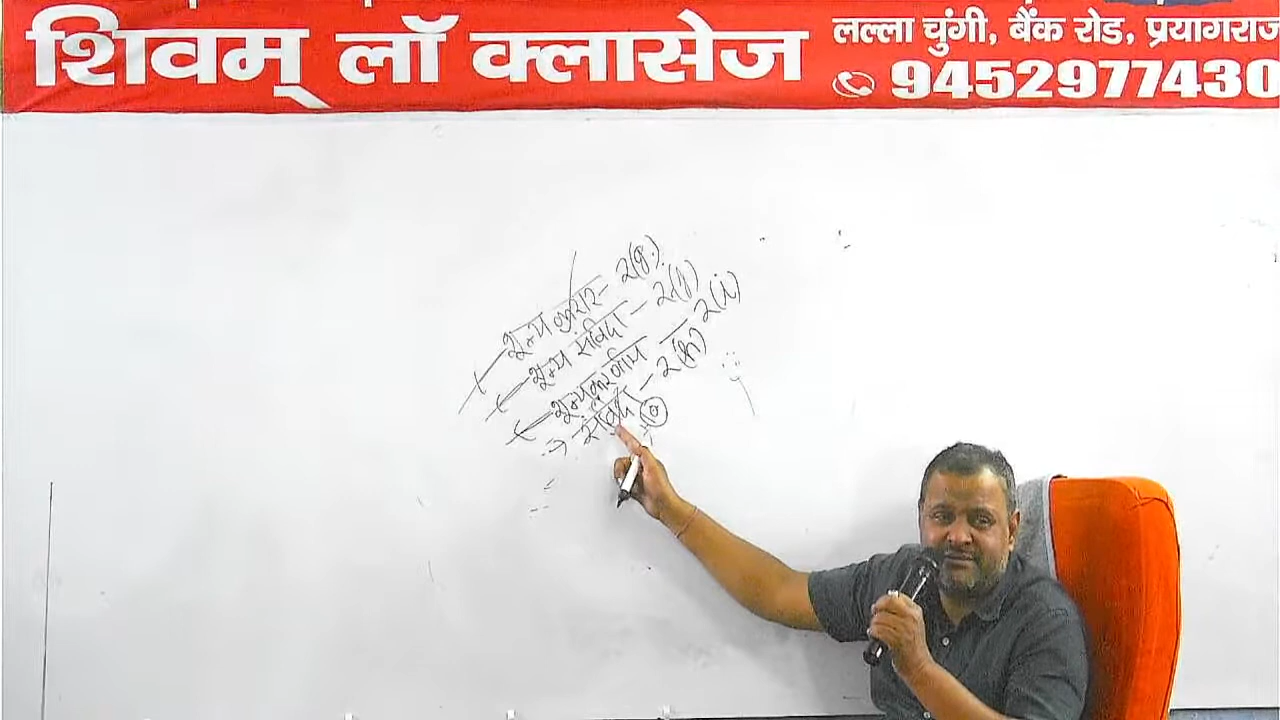 शिवम् लॉ क्लासेज
लल्ला चुंगी, बैंक रोड, प्रयागराज
9452977430
शून्य करार - 2(g)
शून्य संविदा - 2(j)
शून्यकरणीय - 2(i)
संविदा - 2(h)